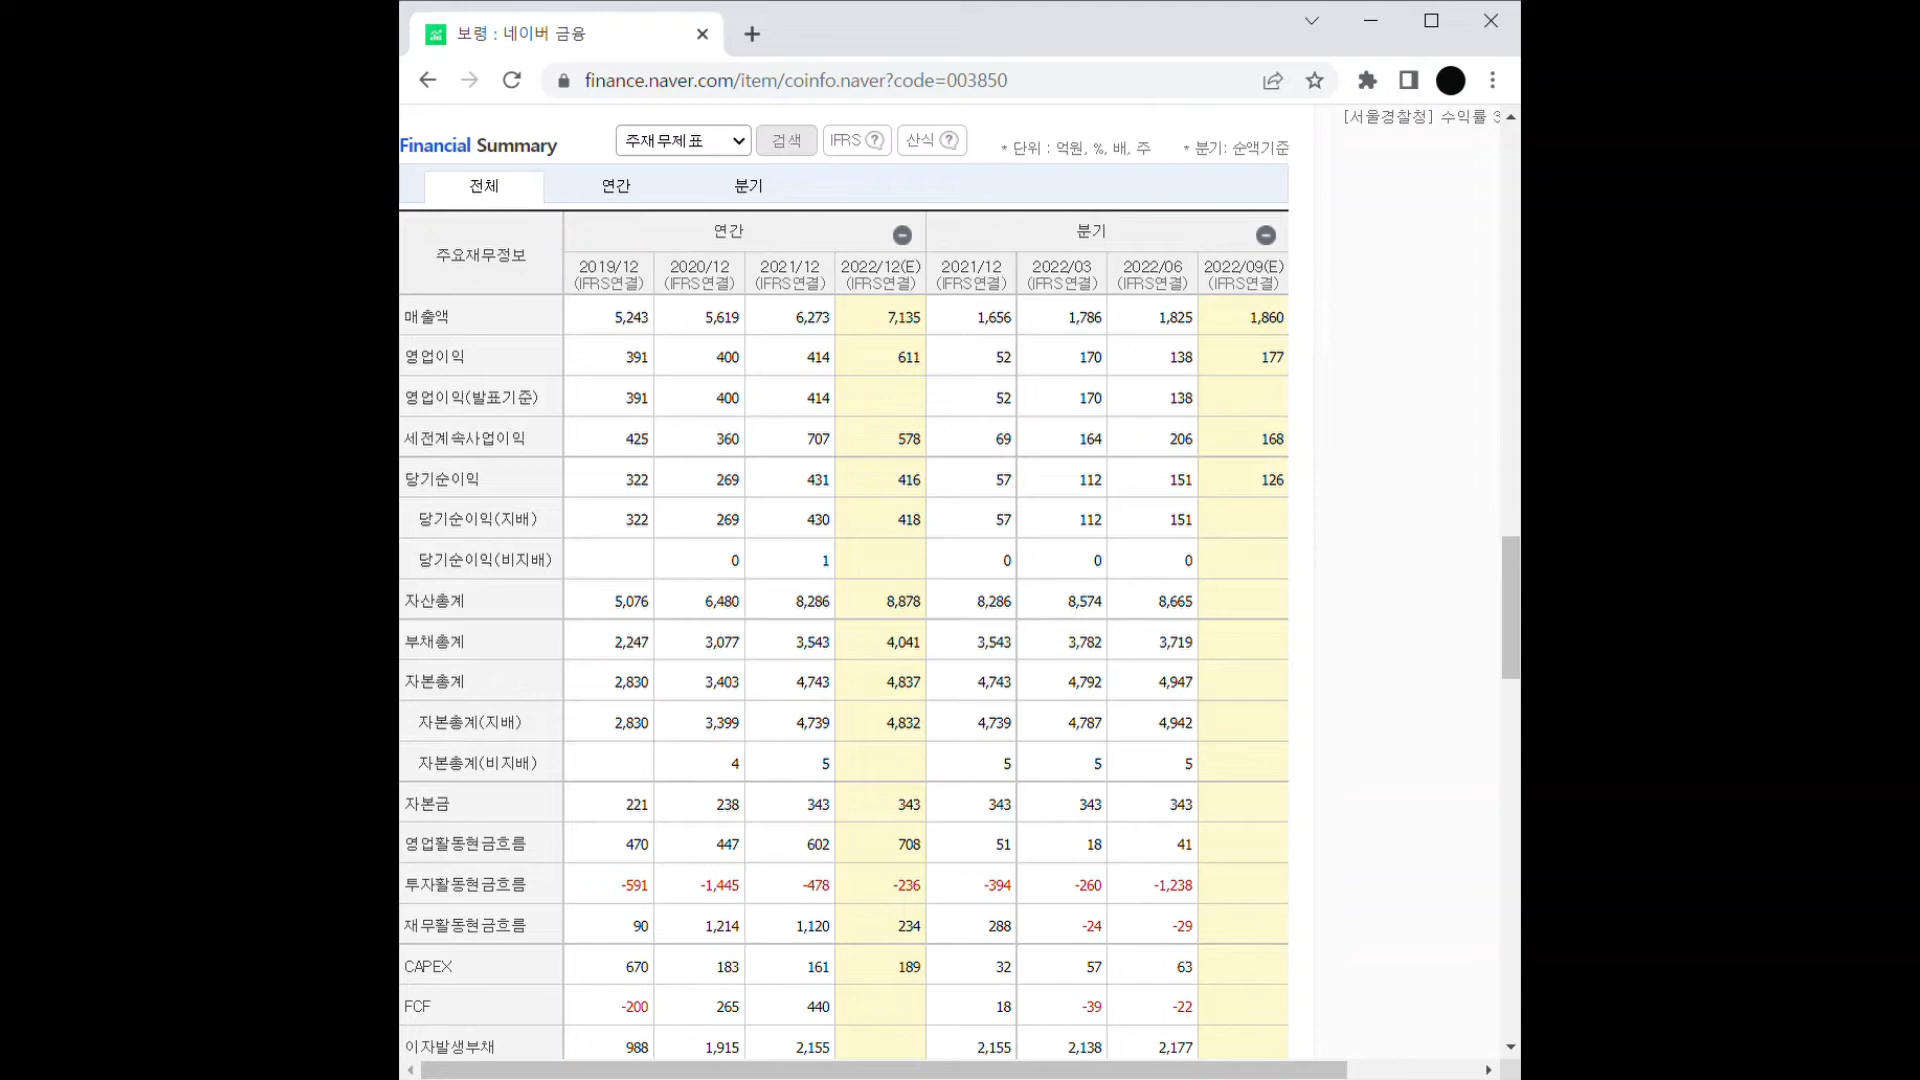 보령 : 네이버 금융
finance.naver.com/item/coinfo.naver?code=003850
[서울경찰청] 수익률 3
Financial Summary 주재무제표 검색 IFRS ? 산식 ? * 단위 : 억원, %, 배, 주 * 분기: 순액기준
전체 연간 분기
주요재무정보 연간 분기
2019/12 2020/12 2021/12 2022/12(E) 2021/12 2022/03 2022/06 2022/09(E)
(IFRS연결) (IFRS연결) (IFRS연결) (IFRS연결) (IFRS연결) (IFRS연결) (IFRS연결) (IFRS연결)
매출액 5,243 5,619 6,273 7,135 1,656 1,786 1,825 1,860
영업이익 391 400 414 611 52 170 138 177
영업이익(발표기준) 391 400 414 52 170 138
세전계속사업이익 425 360 707 578 69 164 206 168
당기순이익 322 269 431 416 57 112 151 126
당기순이익(지배) 322 269 430 418 57 112 151
당기순이익(비지배) 0 1 0 0 0
자산총계 5,076 6,480 8,286 8,878 8,286 8,574 8,665
부채총계 2,247 3,077 3,543 4,041 3,543 3,782 3,719
자본총계 2,830 3,403 4,743 4,837 4,743 4,792 4,947
자본총계(지배) 2,830 3,399 4,739 4,832 4,739 4,787 4,942
자본총계(비지배) 4 5 5 5 5
자본금 221 238 343 343 343 343 343
영업활동현금흐름 470 447 602 708 51 18 41
투자활동현금흐름 -591 -1,445 -478 -236 -394 -260 -1,238
재무활동현금흐름 90 1,214 1,120 234 288 -24 -29
CAPEX 670 183 161 189 32 57 63
FCF -200 265 440 18 -39 -22
이자발생부채 988 1,915 2,155 2,155 2,138 2,177